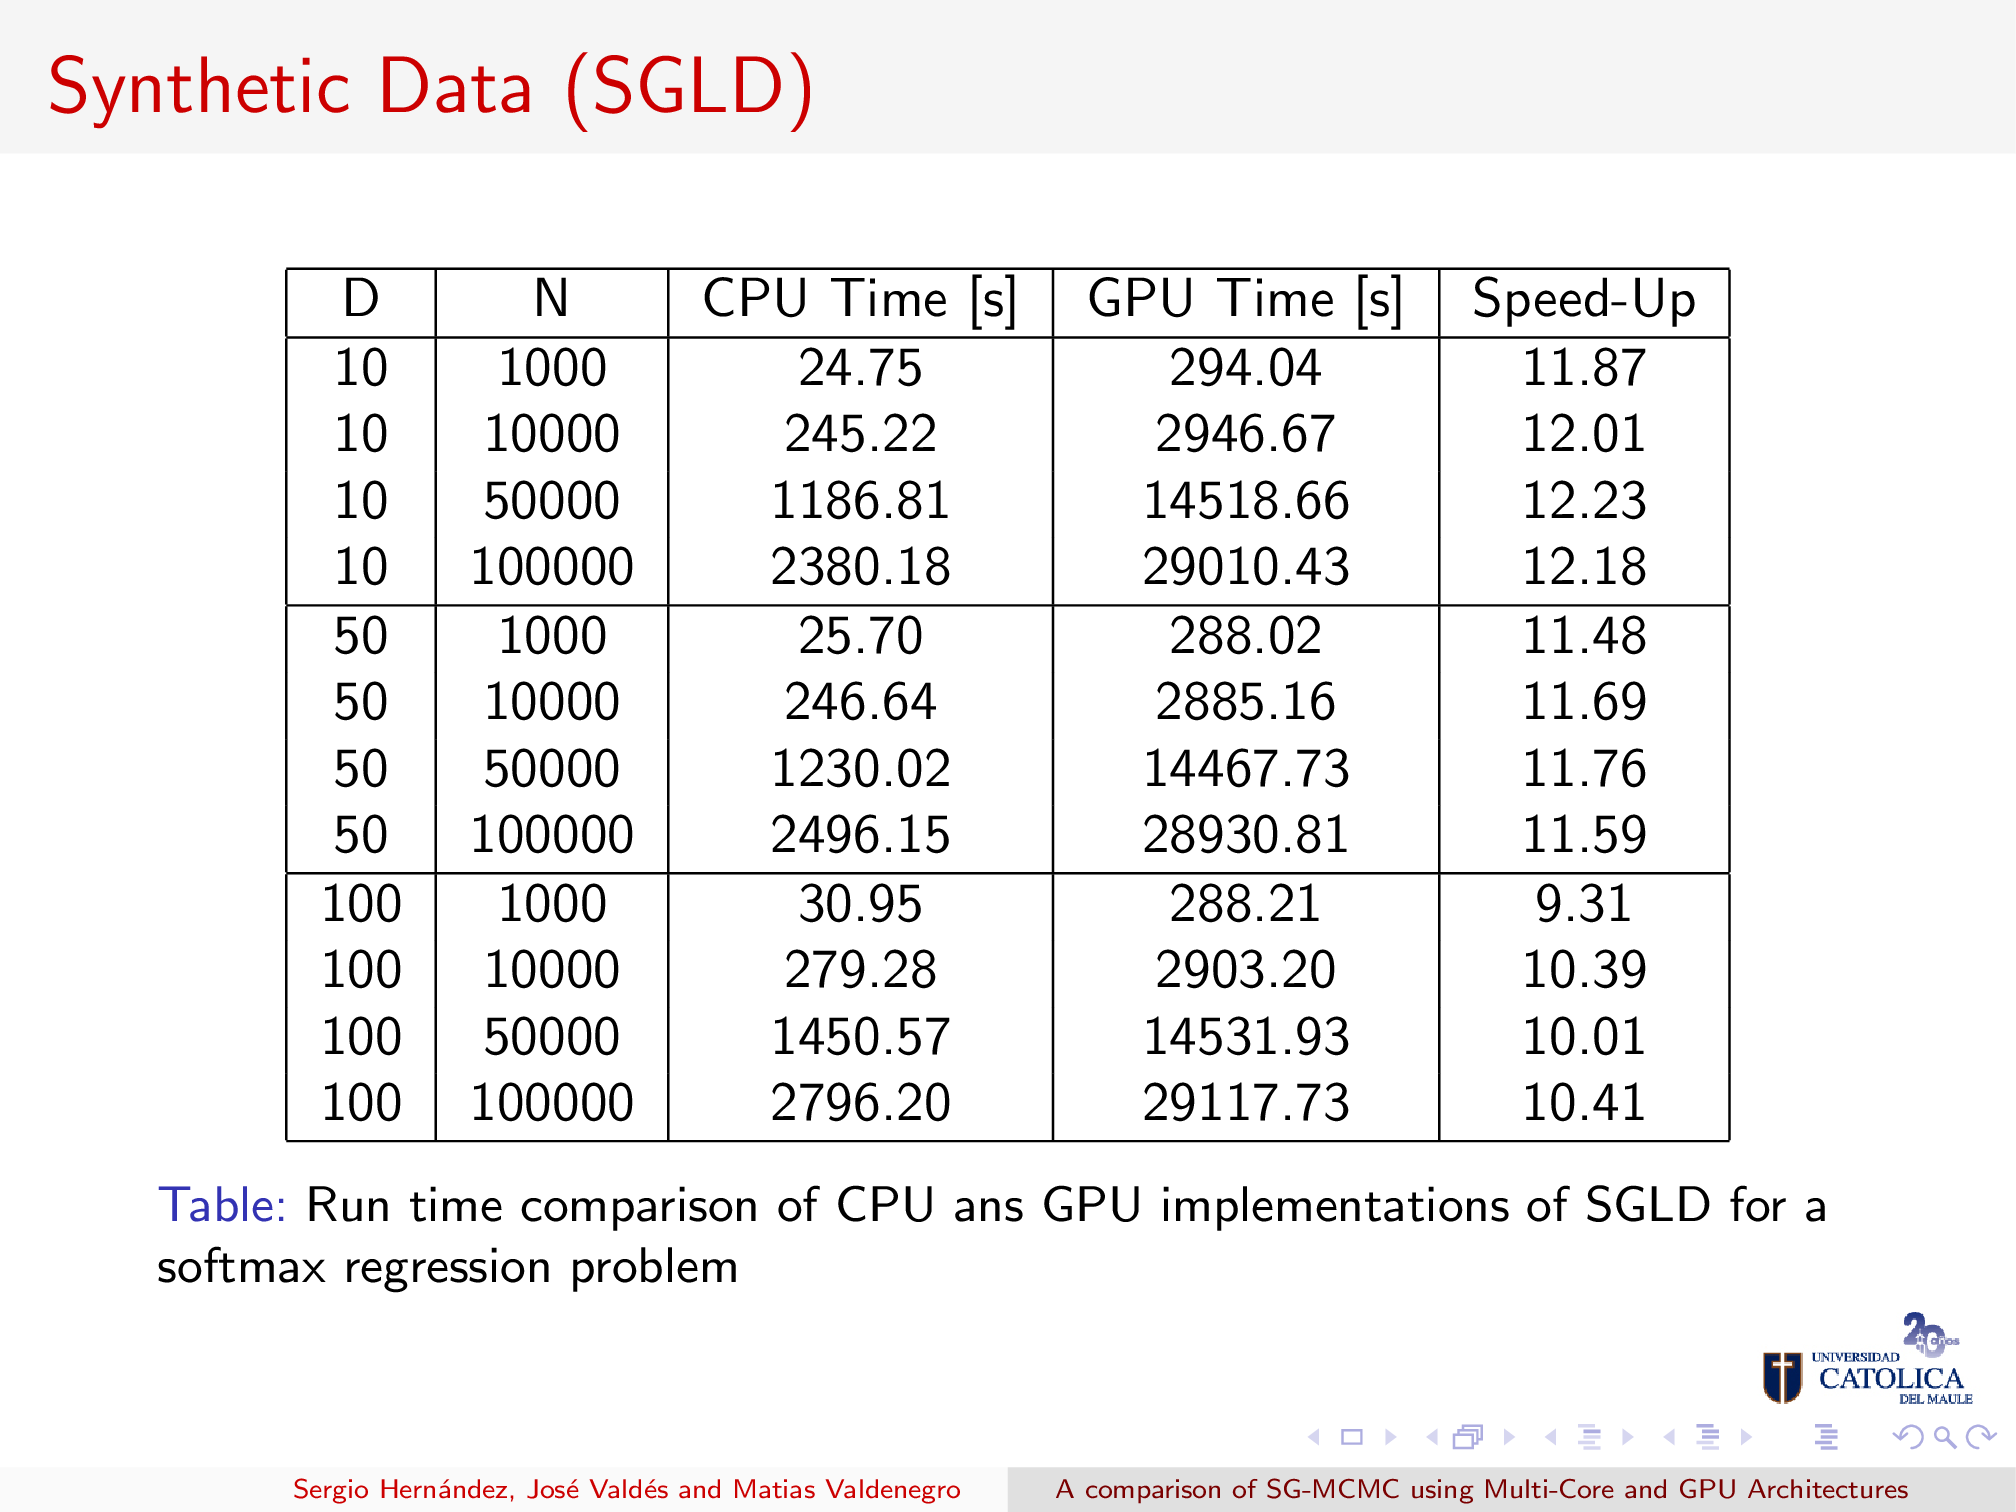 Synthetic Data (SGLD)
D N CPU Time [s] GPU Time [s] Speed-Up
10 1000 24.75 294.04 11.87
10 10000 245.22 2946.67 12.01
10 50000 1186.81 14518.66 12.23
10 100000 2380.18 29010.43 12.18
50 1000 25.70 288.02 11.48
50 10000 246.64 2885.16 11.69
50 50000 1230.02 14467.73 11.76
50 100000 2496.15 28930.81 11.59
100 1000 30.95 288.21 9.31
100 10000 279.28 2903.20 10.39
100 50000 1450.57 14531.93 10.01
100 100000 2796.20 29117.73 10.41
Table: Run time comparison of CPU ans GPU implementations of SGLD for a
softmax regression problem
20 años
UNIVERSIDAD
CATOLICA
DEL MAULE
Sergio Hernández, José Valdés and Matias Valdenegro
A comparison of SG-MCMC using Multi-Core and GPU Architectures